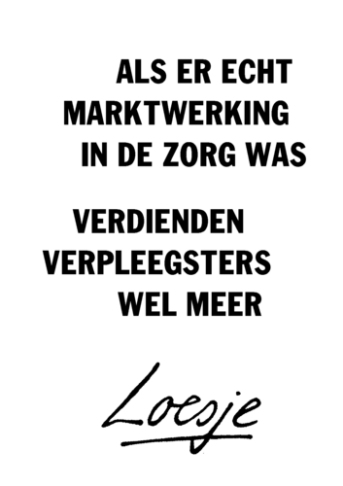 ALS ER ECHT
MARKTWERKING
IN DE ZORG WAS
VERDIENDEN
VERPLEEGSTERS
WEL MEER
Loesje